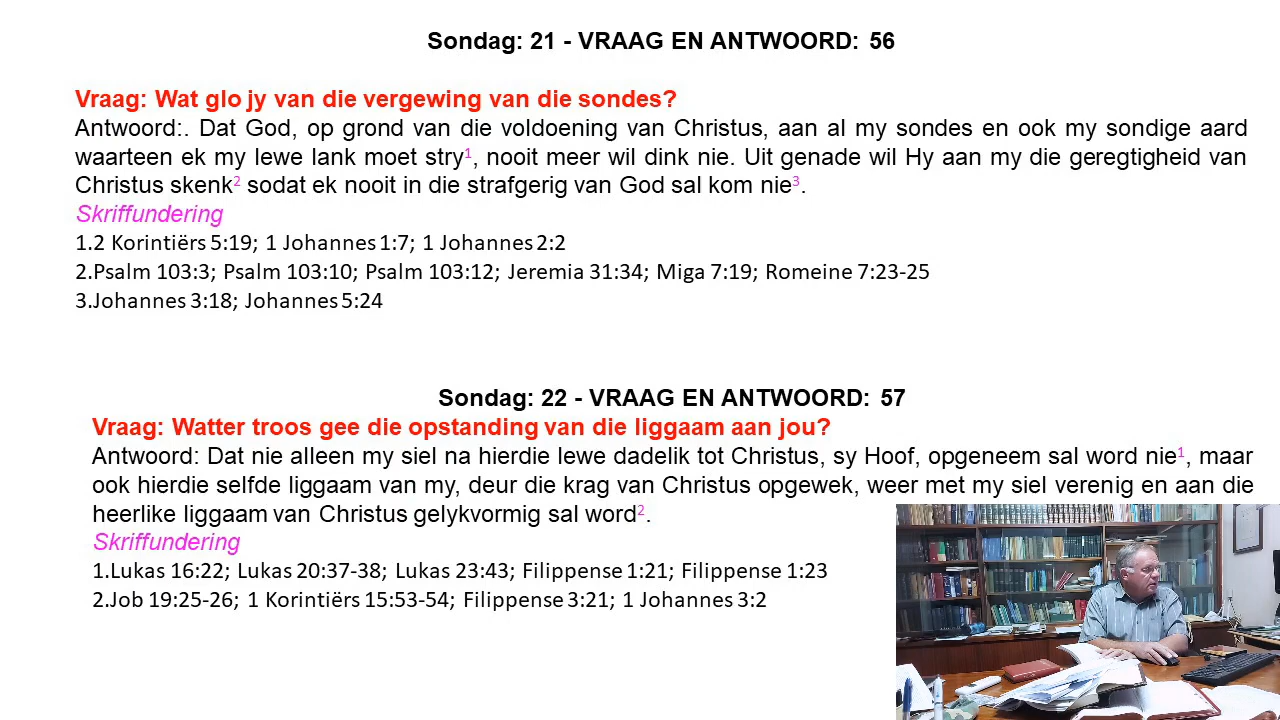 Sondag: 21 - VRAAG EN ANTWOORD: 56
Vraag: Wat glo jy van die vergewing van die sondes?
Antwoord:. Dat God, op grond van die voldoening van Christus, aan al my sondes en ook my sondige aard
waarteen ek my lewe lank moet stry1, nooit meer wil dink nie. Uit genade wil Hy aan my die geregtigheid van
Christus skenk2 sodat ek nooit in die strafgerig van God sal kom nie3.
Skriffundering
1.2 Korintiërs 5:19; 1 Johannes 1:7; 1 Johannes 2:2
2.Psalm 103:3; Psalm 103:10; Psalm 103:12; Jeremia 31:34; Miga 7:19; Romeine 7:23-25
3.Johannes 3:18; Johannes 5:24
Sondag: 22 - VRAAG EN ANTWOORD: 57
Vraag: Watter troos gee die opstanding van die liggaam aan jou?
Antwoord: Dat nie alleen my siel na hierdie lewe dadelik tot Christus, sy Hoof, opgeneem sal word nie1, maar
ook hierdie selfde liggaam van my, deur die krag van Christus opgewek, weer met my siel verenig en aan die
heerlike liggaam van Christus gelykvormig sal word2.
Skriffundering
1.Lukas 16:22; Lukas 20:37-38; Lukas 23:43; Filippense 1:21; Filippense 1:23
2.Job 19:25-26; 1 Korintiërs 15:53-54; Filippense 3:21; 1 Johannes 3:2